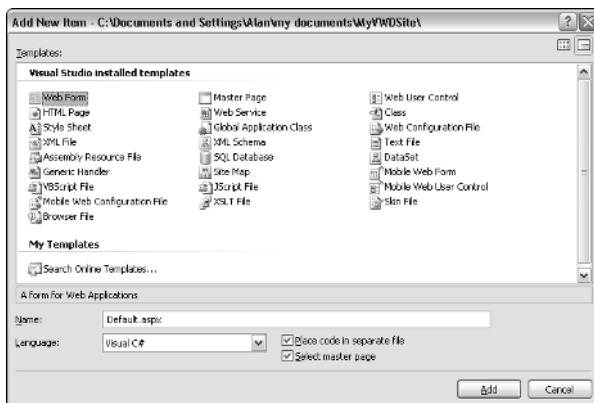 Add New Item - C:\Documents and Settings\Alan\my documents\MyVWDSite\
Templates:
Visual Studio installed templates
Web Form Master Page Web User Control
HTML Page Web Service Class
Style Sheet Global Application Class Web Configuration File
XML File XML Schema Text File
Assembly Resource File SQL Database DataSet
Generic Handler Site Map Mobile Web Form
VBScript File JScript File Mobile Web User Control
Mobile Web Configuration File XSLT File Skin File
Browser File
My Templates
Search Online Templates...
A form for Web Applications
Name: Default.aspx
Language: Visual C# Place code in separate file
Select master page
Add Cancel